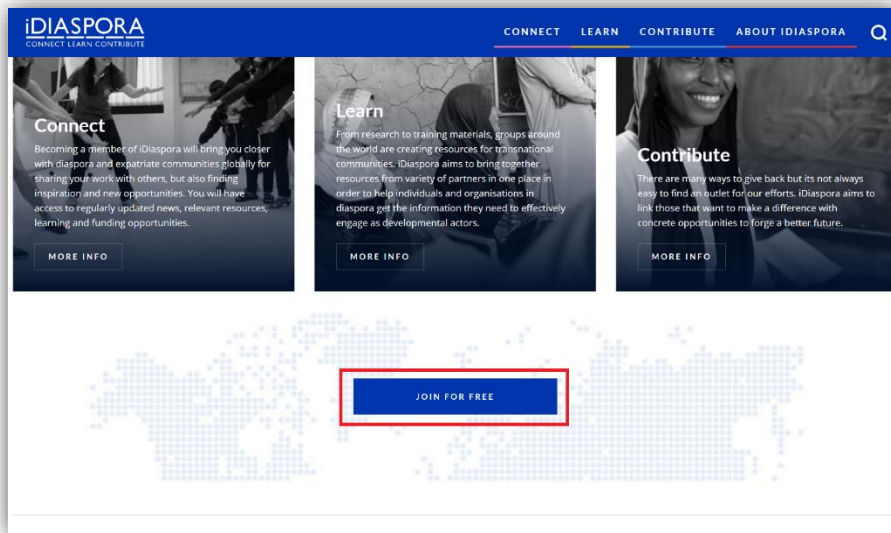 iDIASPORA
CONNECT LEARN CONTRIBUTE
CONNECT LEARN CONTRIBUTE ABOUT IDIASPORA
Connect
Becoming a member of iDiaspora will bring you closer
with diaspora and expatriate communities globally for
sharing your work with others, but also finding
inspiration and new opportunities. You will have
access to regularly updated news, relevant resources,
learning and funding opportunities.
MORE INFO
Learn
From research to training materials, groups around
the world are creating resources for transnational
communities. iDiaspora aims to bring together
resources from variety of partners in one place in
order to help individuals and organisations in
diaspora get the information they need to effectively
engage as developmental actors.
MORE INFO
Contribute
There are many ways to give back but its not always
easy to find an outlet for our efforts. iDiaspora aims to
link those that want to make a difference with
concrete opportunities to forge a better future.
MORE INFO
JOIN FOR FREE